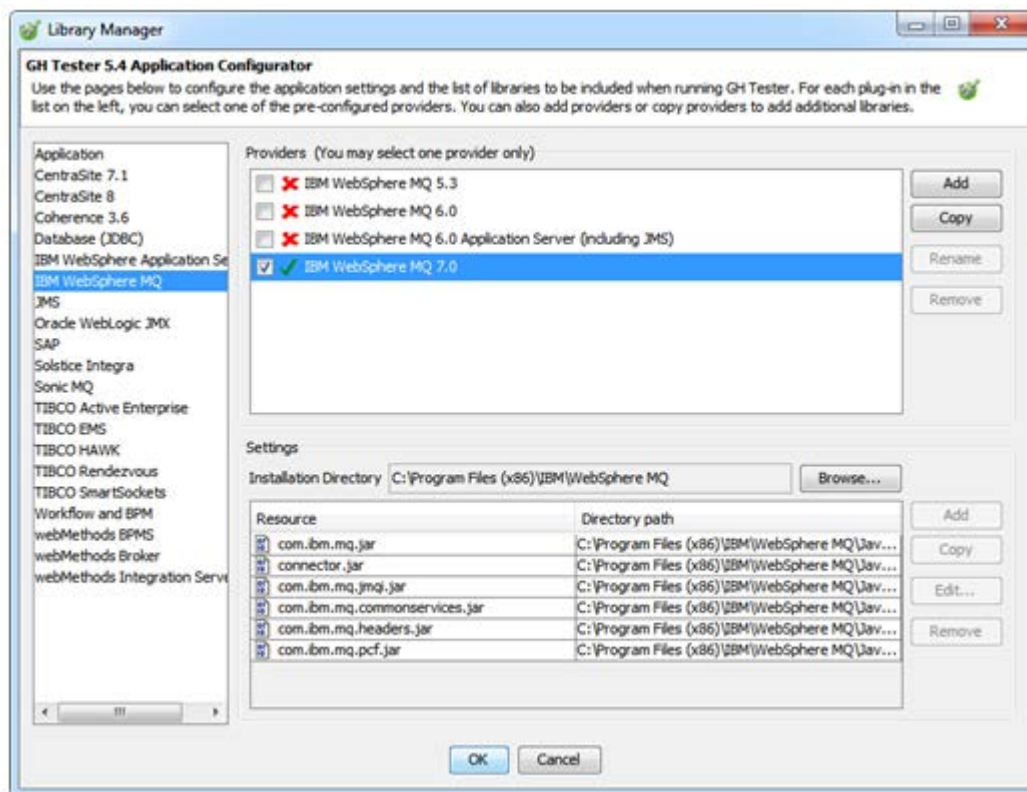 Library Manager
GH Tester 5.4 Application Configurator
Use the pages below to configure the application settings and the list of libraries to be included when running GH Tester. For each plug-in in the
list on the left, you can select one of the pre-configured providers. You can also add providers or copy providers to add additional libraries.
Application
CentraSite 7.1
CentraSite 8
Coherence 3.6
Database (JDBC)
IBM WebSphere Application Se
IBM WebSphere MQ
JMS
Oracle WebLogic JMX
SAP
Solstice Integra
Sonic MQ
TIBCO Active Enterprise
TIBCO EMS
TIBCO HAWK
TIBCO Rendezvous
TIBCO SmartSockets
Workflow and BPM
webMethods BPMS
webMethods Broker
webMethods Integration Serve
Providers (You may select one provider only)
IBM WebSphere MQ 5.3
IBM WebSphere MQ 6.0
IBM WebSphere MQ 6.0 Application Server (including JMS)
IBM WebSphere MQ 7.0
Add
Copy
Rename
Remove
Settings
Installation Directory C:\Program Files (x86)\IBM\WebSphere MQ Browse...
Resource Directory path
com.ibm.mq.jar C:\Program Files (x86)\IBM\WebSphere MQ\Jav...
connector.jar C:\Program Files (x86)\IBM\WebSphere MQ\Jav...
com.ibm.mq.jmqi.jar C:\Program Files (x86)\IBM\WebSphere MQ\Jav...
com.ibm.mq.commonservices.jar C:\Program Files (x86)\IBM\WebSphere MQ\Jav...
com.ibm.mq.headers.jar C:\Program Files (x86)\IBM\WebSphere MQ\Jav...
com.ibm.mq.pcf.jar C:\Program Files (x86)\IBM\WebSphere MQ\Jav...
Add
Copy
Edit...
Remove
OK Cancel